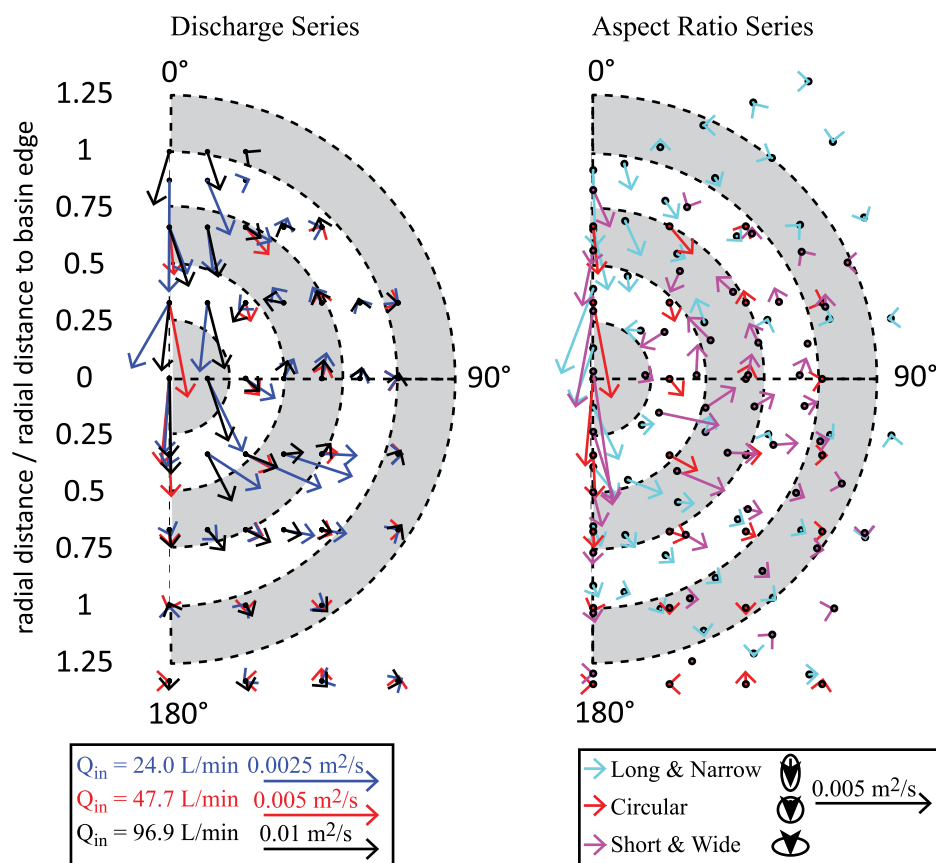 Discharge Series
Aspect Ratio Series
0°
0°
radial distance / radial distance to basin edge
1.25
1
0.75
0.5
0.25
0
0.25
0.5
0.75
1
1.25
90°
90°
180°
180°
Q_in = 24.0 L/min 0.0025 m²/s
Q_in = 47.7 L/min 0.005 m²/s
Q_in = 96.9 L/min 0.01 m²/s
Long & Narrow
Circular
Short & Wide
0.005 m²/s